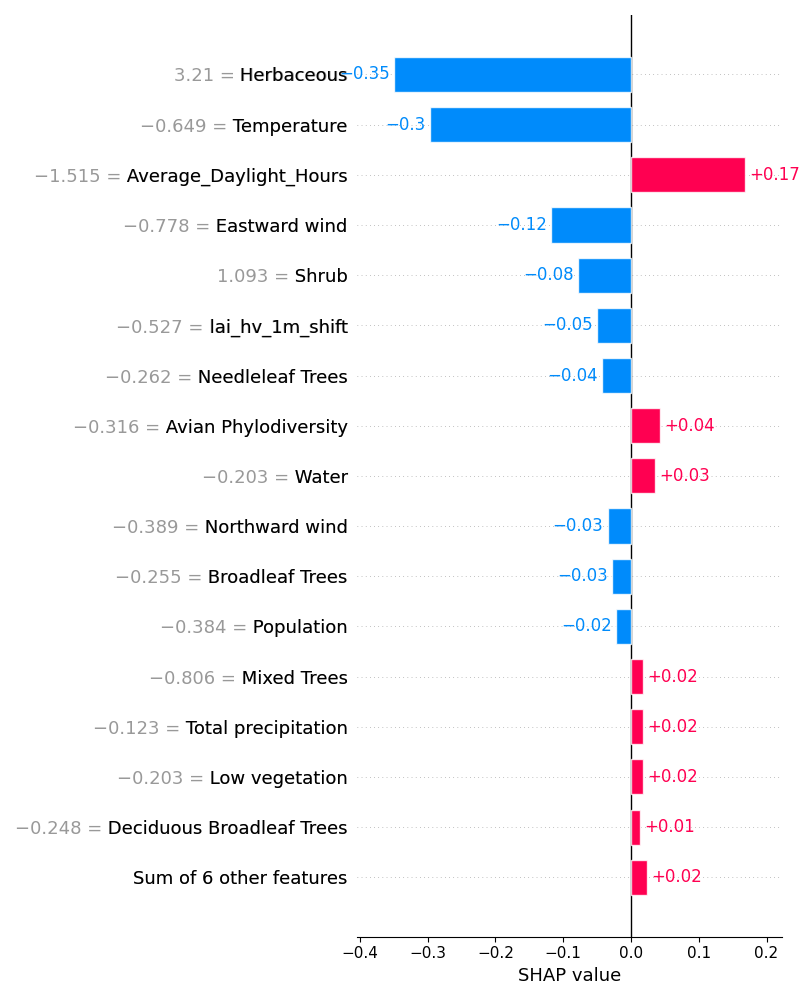 3.21 = Herbaceous −0.35
−0.649 = Temperature −0.3
−1.515 = Average_Daylight_Hours +0.17
−0.778 = Eastward wind −0.12
1.093 = Shrub −0.08
−0.527 = lai_hv_1m_shift −0.05
−0.262 = Needleleaf Trees −0.04
−0.316 = Avian Phylodiversity +0.04
−0.203 = Water +0.03
−0.389 = Northward wind −0.03
−0.255 = Broadleaf Trees −0.03
−0.384 = Population −0.02
−0.806 = Mixed Trees +0.02
−0.123 = Total precipitation +0.02
−0.203 = Low vegetation +0.02
−0.248 = Deciduous Broadleaf Trees +0.01
Sum of 6 other features +0.02
−0.4 −0.3 −0.2 −0.1 0.0 0.1 0.2
SHAP value